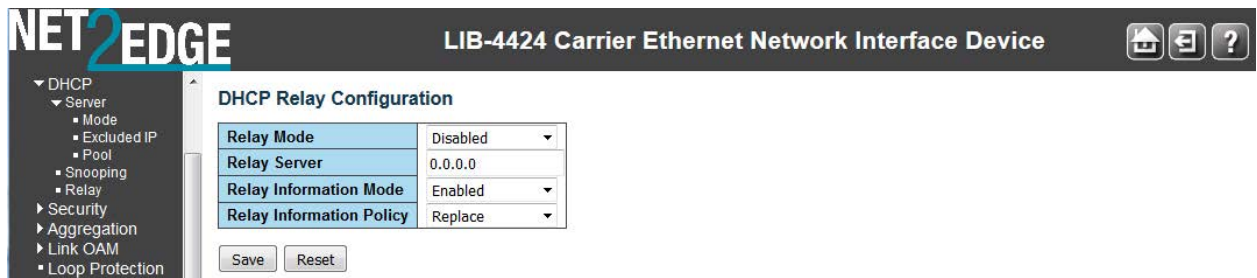 NET2EDGE
LIB-4424 Carrier Ethernet Network Interface Device
?
DHCP
Server
Mode
Excluded IP
Pool
Snooping
Relay
Security
Aggregation
Link OAM
Loop Protection
DHCP Relay Configuration
Relay Mode Disabled
Relay Server 0.0.0.0
Relay Information Mode Enabled
Relay Information Policy Replace
Save Reset